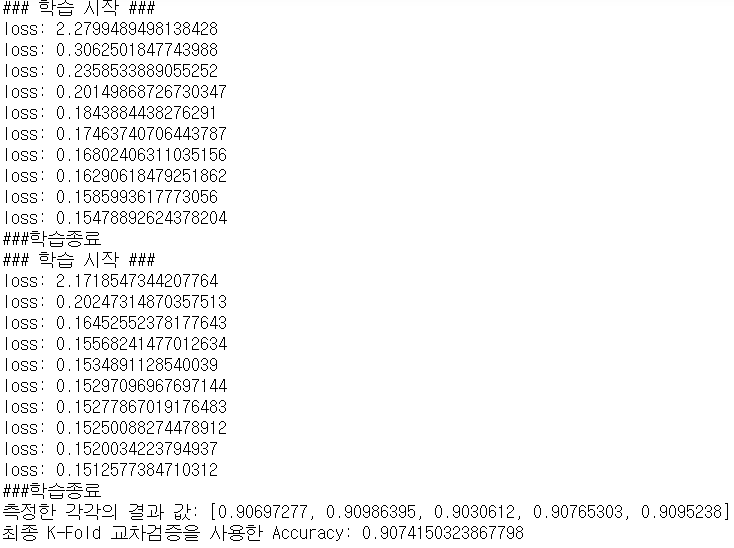 ### 학습 시작 ###
loss: 2.2799489498138428
loss: 0.3062501847743988
loss: 0.2358533889055252
loss: 0.20149868726730347
loss: 0.1843884438276291
loss: 0.17463740706443787
loss: 0.16802406311035156
loss: 0.16290618479251862
loss: 0.1585993617773056
loss: 0.15478892624378204
###학습종료
### 학습 시작 ###
loss: 2.1718547344207764
loss: 0.20247314870357513
loss: 0.16452552378177643
loss: 0.15568241477012634
loss: 0.1534891128540039
loss: 0.15297096967697144
loss: 0.15277867019176483
loss: 0.15250088274478912
loss: 0.1520034223794937
loss: 0.1512577384710312
###학습종료
측정한 각각의 결과 값: [0.90697277, 0.90986395, 0.9030612, 0.90765303, 0.9095238]
최종 K-Fold 교차검증을 사용한 Accuracy: 0.9074150323867798